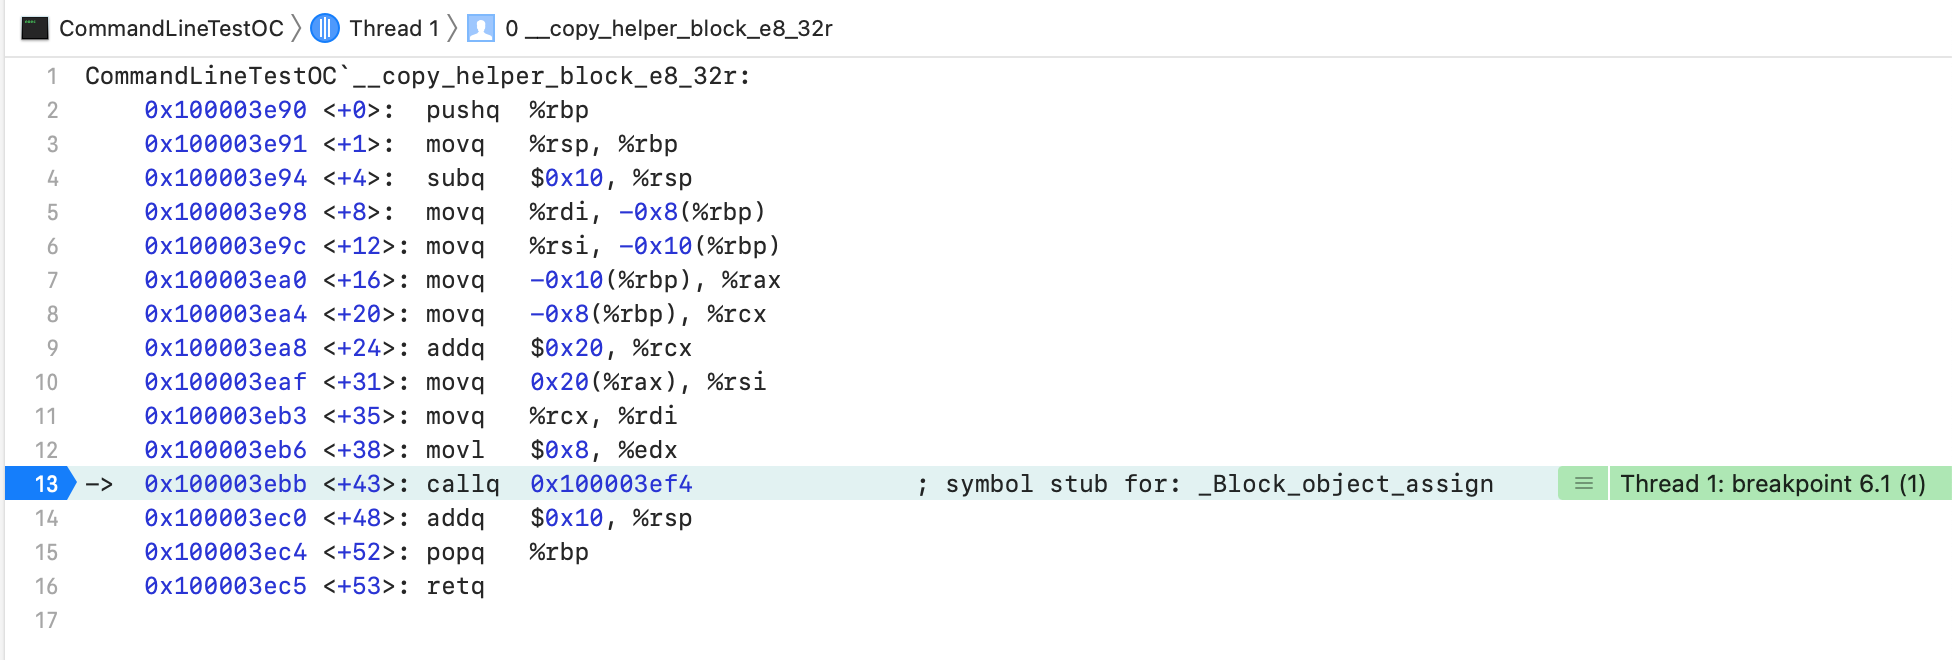 CommandLineTestOC 〉 Thread 1 〉 0 __copy_helper_block_e8_32r
1 CommandLineTestOC`__copy_helper_block_e8_32r:
2 0x100003e90 <+0>: pushq %rbp
3 0x100003e91 <+1>: movq %rsp, %rbp
4 0x100003e94 <+4>: subq $0x10, %rsp
5 0x100003e98 <+8>: movq %rdi, -0x8(%rbp)
6 0x100003e9c <+12>: movq %rsi, -0x10(%rbp)
7 0x100003ea0 <+16>: movq -0x10(%rbp), %rax
8 0x100003ea4 <+20>: movq -0x8(%rbp), %rcx
9 0x100003ea8 <+24>: addq $0x20, %rcx
10 0x100003eaf <+31>: movq 0x20(%rax), %rsi
11 0x100003eb3 <+35>: movq %rcx, %rdi
12 0x100003eb6 <+38>: movl $0x8, %edx
13 -> 0x100003ebb <+43>: callq 0x100003ef4 ; symbol stub for: _Block_object_assign Thread 1: breakpoint 6.1 (1)
14 0x100003ec0 <+48>: addq $0x10, %rsp
15 0x100003ec4 <+52>: popq %rbp
16 0x100003ec5 <+53>: retq
17